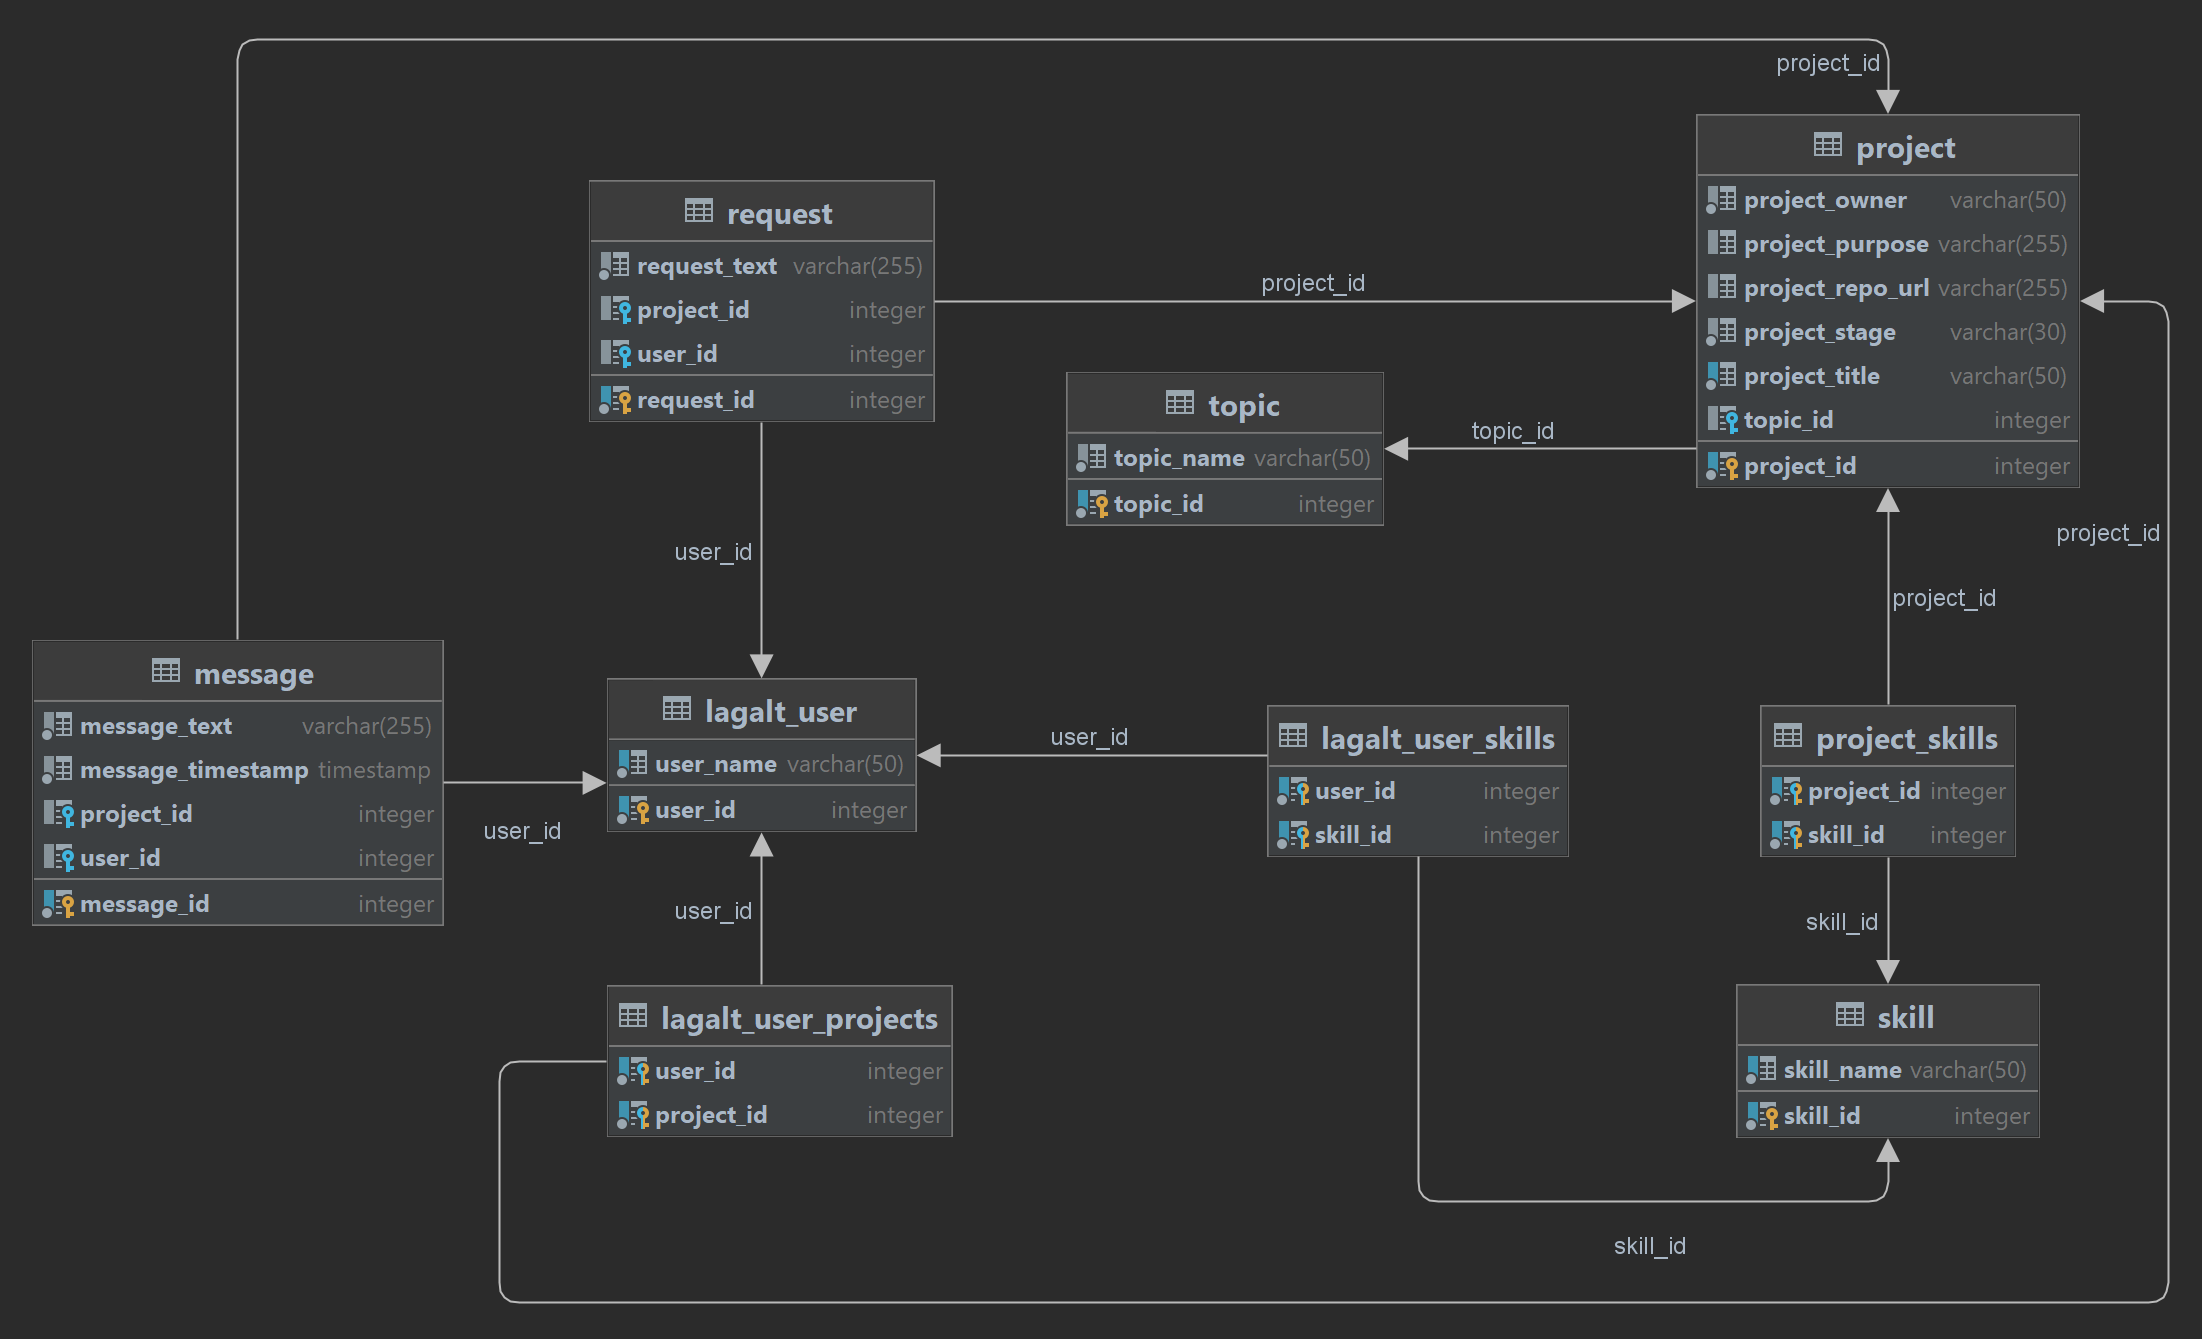 project_id
project
project_owner varchar(50)
project_purpose varchar(255)
project_repo_url varchar(255)
project_stage varchar(30)
project_title varchar(50)
topic_id integer
project_id integer
request
request_text varchar(255)
project_id integer
user_id integer
request_id integer
project_id
topic
topic_name varchar(50)
topic_id integer
topic_id
project_id
user_id
project_id
message
message_text varchar(255)
message_timestamp timestamp
project_id integer
user_id integer
message_id integer
user_id
lagalt_user
user_name varchar(50)
user_id integer
user_id
lagalt_user_skills
user_id integer
skill_id integer
project_skills
project_id integer
skill_id integer
user_id
skill_id
lagalt_user_projects
user_id integer
project_id integer
skill
skill_name varchar(50)
skill_id integer
skill_id